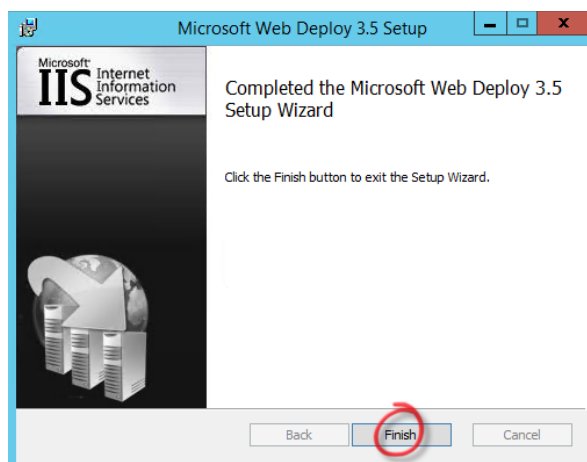 Microsoft Web Deploy 3.5 Setup
Microsoft
IIS Internet
Information
Services
Completed the Microsoft Web Deploy 3.5
Setup Wizard
Click the Finish button to exit the Setup Wizard.
Back Finish Cancel